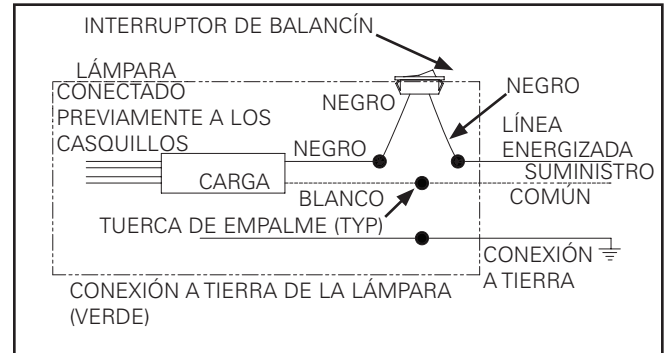 INTERRUPTOR DE BALANCÍN
LÁMPARA
CONECTADO
PREVIAMENTE A LOS
CASQUILLOS
NEGRO
NEGRO
LÍNEA
ENERGIZADA
NEGRO
SUMINISTRO
COMÚN
CARGA
BLANCO
TUERCA DE EMPALME (TYP)
CONEXIÓN
A TIERRA
CONEXIÓN A TIERRA DE LA LÁMPARA
(VERDE)